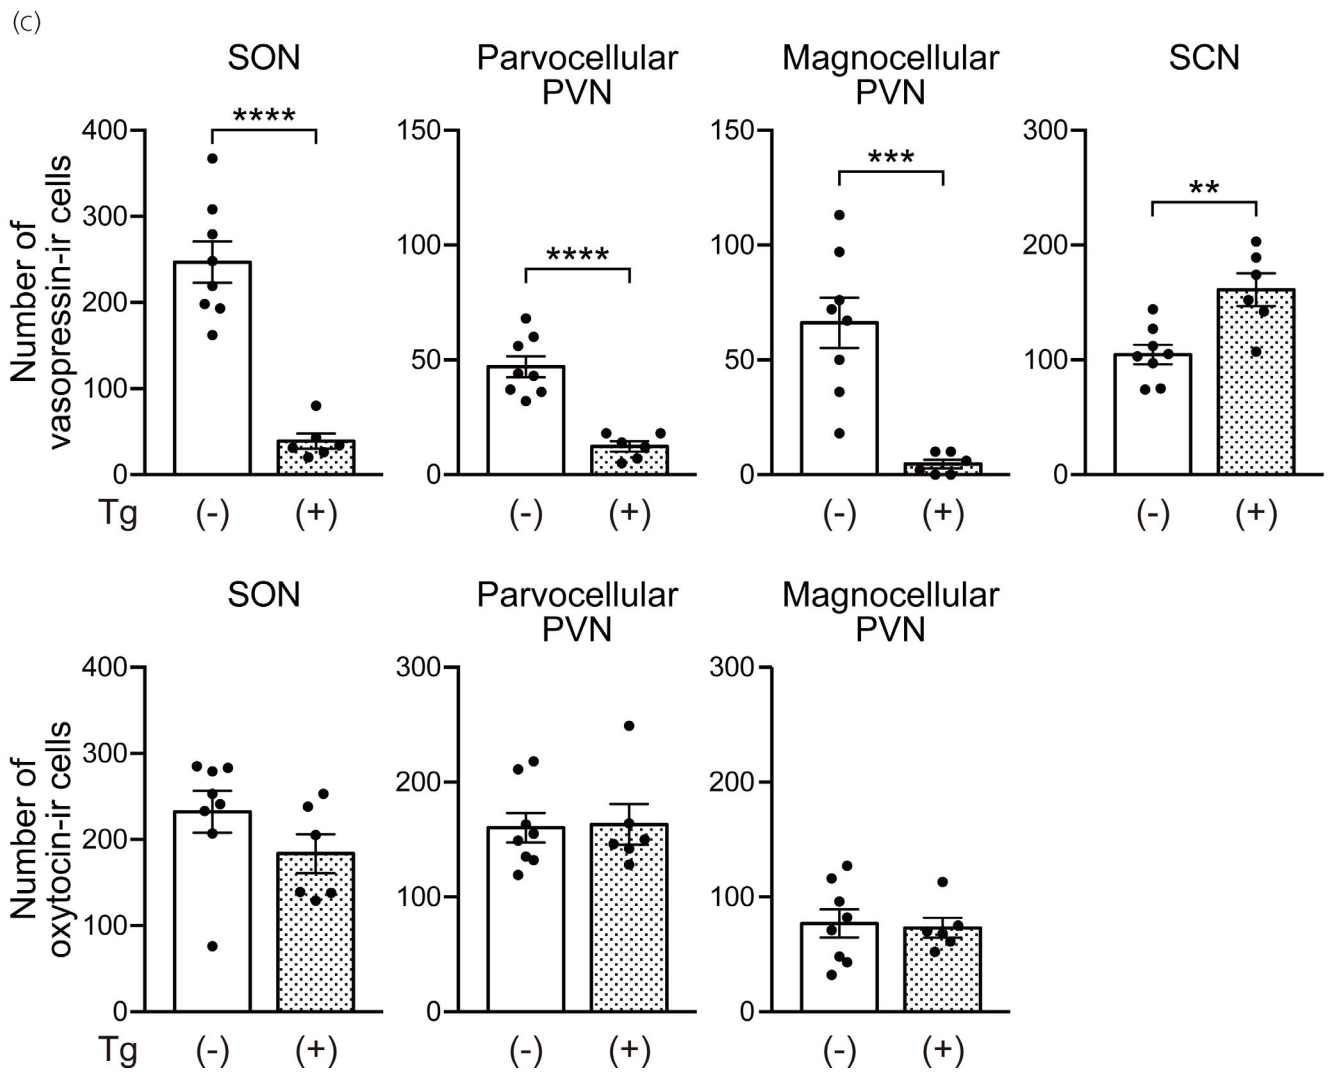 (c)
SON
Parvocellular
PVN
Magnocellular
PVN
SCN
Number of
vasopressin-ir cells
400
300
200
100
0
****
150
100
50
0
****
150
100
50
0
***
300
200
100
0
**
Tg (-) (+) (-) (+) (-) (+) (-) (+)
SON
Parvocellular
PVN
Magnocellular
PVN
Number of
oxytocin-ir cells
400
300
200
100
0
300
200
100
0
300
200
100
0
Tg (-) (+) (-) (+) (-) (+)